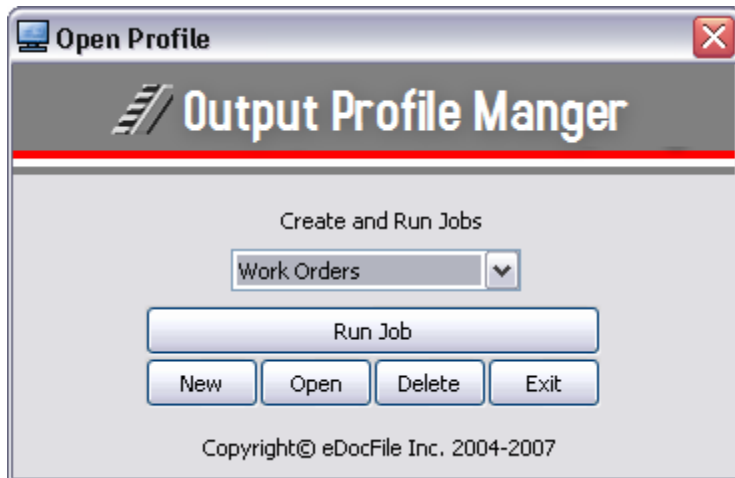 Open Profile
Output Profile Manger
Create and Run Jobs
Work Orders
Run Job
New Open Delete Exit
Copyright© eDocFile Inc. 2004-2007